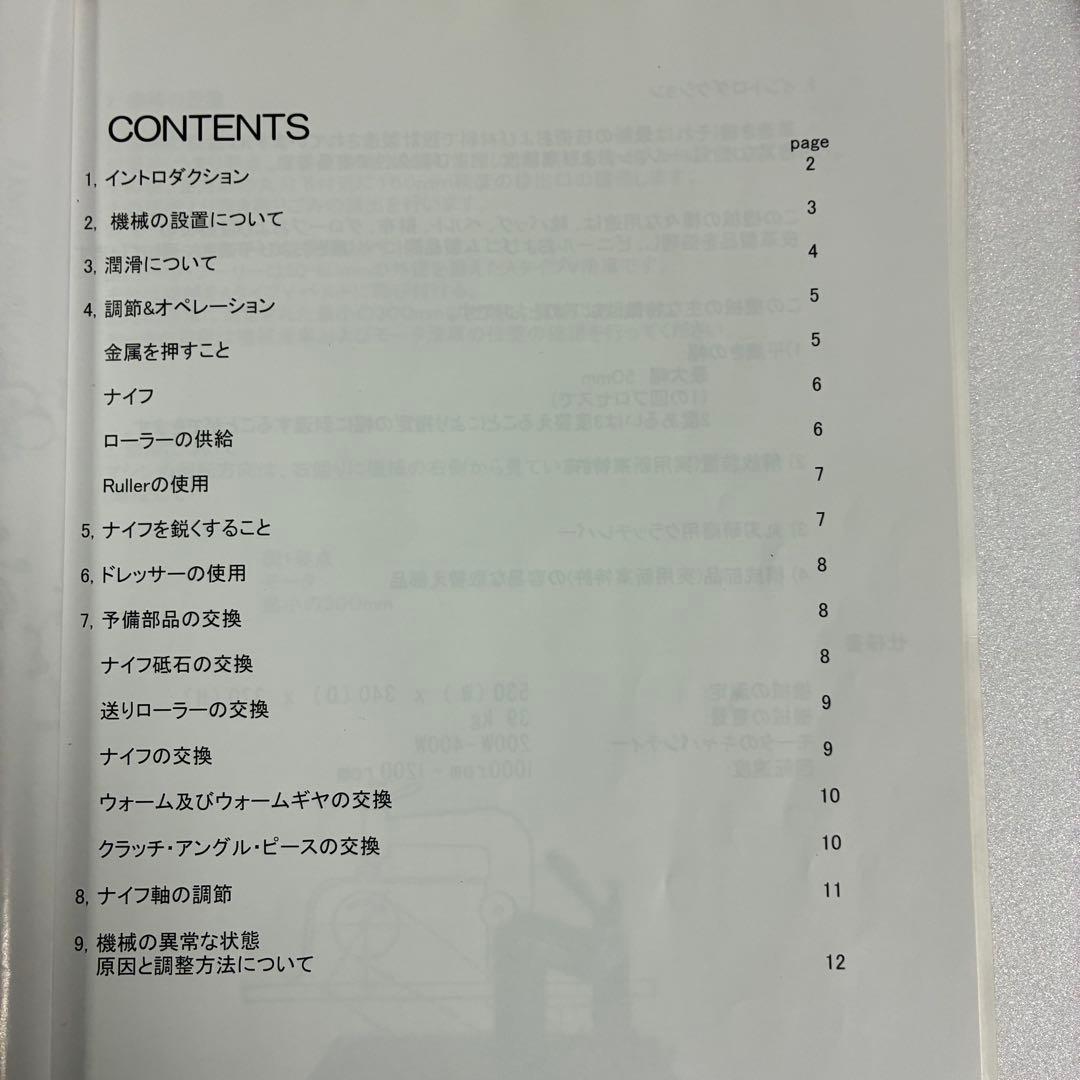 CONTENTS
page
1, イントロダクション 2
2, 機械の設置について 3
3, 潤滑について 4
4, 調節&オペレーション 5
金属を押すこと 5
ナイフ 6
ローラーの供給 6
Rullerの使用 7
5, ナイフを鋭くすること 7
6, ドレッサーの使用 8
7, 予備部品の交換 8
ナイフ砥石の交換 8
送りローラーの交換 9
ナイフの交換 9
ウォーム及びウォームギヤの交換 10
クラッチ・アングル・ピースの交換 10
8, ナイフ軸の調節 11
9, 機械の異常な状態
原因と調整方法について 12